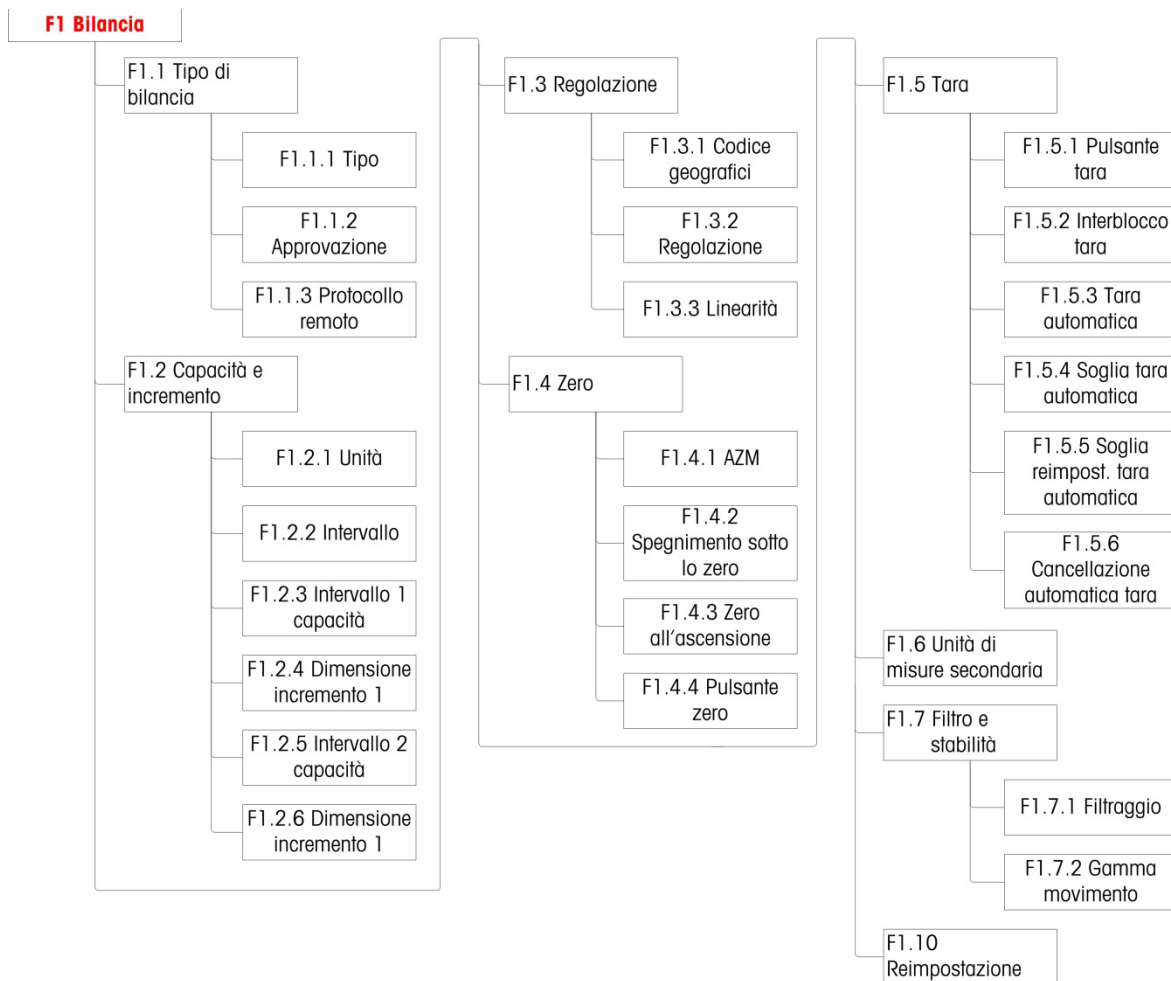 F1 Bilancia
F1.1 Tipo di
bilancia
F1.1.1 Tipo
F1.1.2
Approvazione
F1.1.3 Protocollo
remoto
F1.2 Capacità e
incremento
F1.2.1 Unità
F1.2.2 Intervallo
F1.2.3 Intervallo 1
capacità
F1.2.4 Dimensione
incremento 1
F1.2.5 Intervallo 2
capacità
F1.2.6 Dimensione
incremento 1
F1.3 Regolazione
F1.3.1 Codice
geografici
F1.3.2
Regolazione
F1.3.3 Linearità
F1.4 Zero
F1.4.1 AZM
F1.4.2
Spegnimento sotto
lo zero
F1.4.3 Zero
all’ascensione
F1.4.4 Pulsante
zero
F1.5 Tara
F1.5.1 Pulsante
tara
F1.5.2 Interblocco
tara
F1.5.3 Tara
automatica
F1.5.4 Soglia tara
automatica
F1.5.5 Soglia
reimpost. tara
automatica
F1.5.6
Cancellazione
automatica tara
F1.6 Unità di
misure secondaria
F1.7 Filtro e
stabilità
F1.7.1 Filtraggio
F1.7.2 Gamma
movimento
F1.10
Reimpostazione